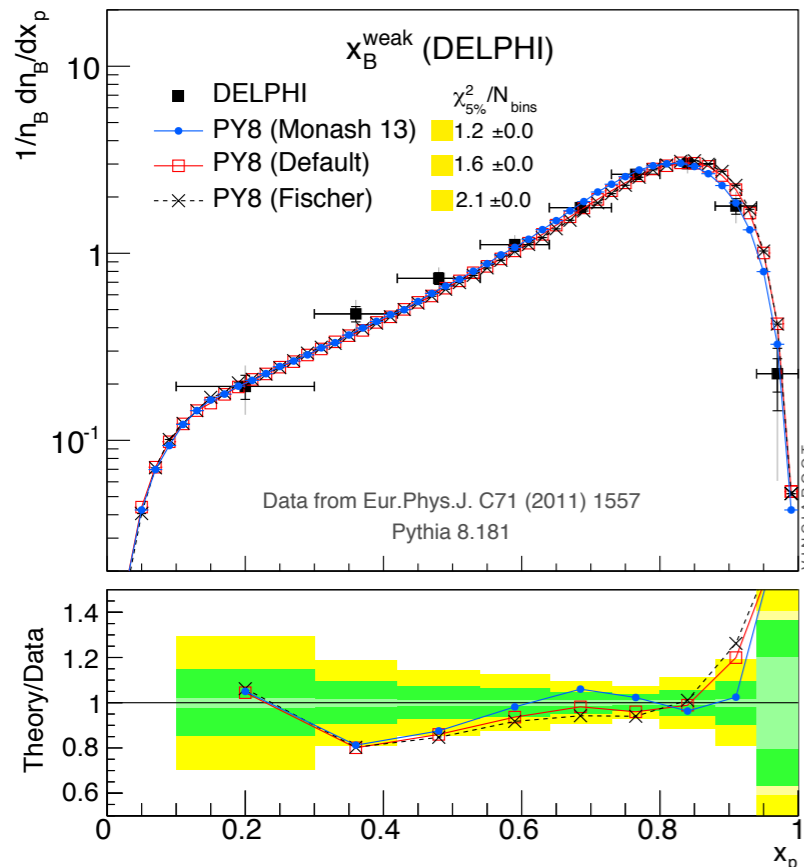 x_B^weak (DELPHI)
1/n_B dn_B/dx_p
10
1
10^-1
DELPHI
χ²_5%/N_bins
PY8 (Monash 13)
1.2 ±0.0
PY8 (Default)
1.6 ±0.0
PY8 (Fischer)
2.1 ±0.0
Data from Eur.Phys.J. C71 (2011) 1557
Pythia 8.181
Theory/Data
1.4
1.2
1
0.8
0.6
0
0.2
0.4
0.6
0.8
1
x_p